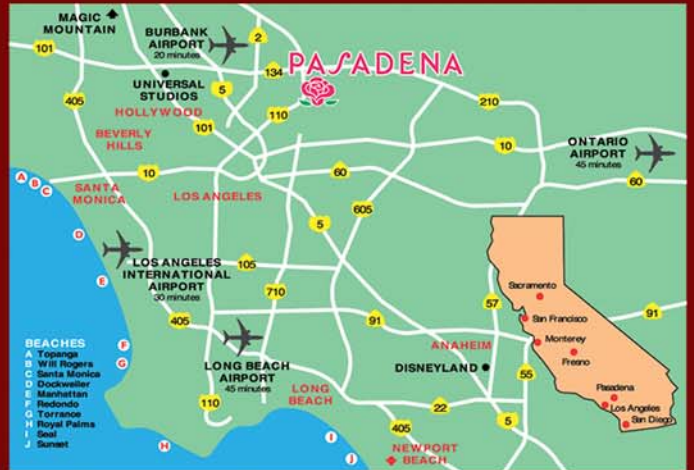 MAGIC
MOUNTAIN
101
BURBANK
AIRPORT
20 minutes
2
134
PASADENA
405
UNIVERSAL
STUDIOS
5
HOLLYWOOD
101
110
210
BEVERLY
HILLS
10
ONTARIO
AIRPORT
45 minutes
10
60
60
A
B
C
SANTA
MONICA
LOS ANGELES
605
5
D
E
LOS ANGELES
INTERNATIONAL
AIRPORT
30 minutes
105
710
405
91
57
91
Sacramento
San Francisco
Monterey
Fresno
Pasadena
Los Angeles
San Diego
ANAHEIM
DISNEYLAND
55
F
G
LONG BEACH
AIRPORT
45 minutes
LONG
BEACH
110
22
5
405
H
I
J
NEWPORT
BEACH
BEACHES
A Topanga
B Will Rogers
C Santa Monica
D Dockweiler
E Manhattan
F Redondo
G Torrance
H Royal Palms
I Seal
J Sunset